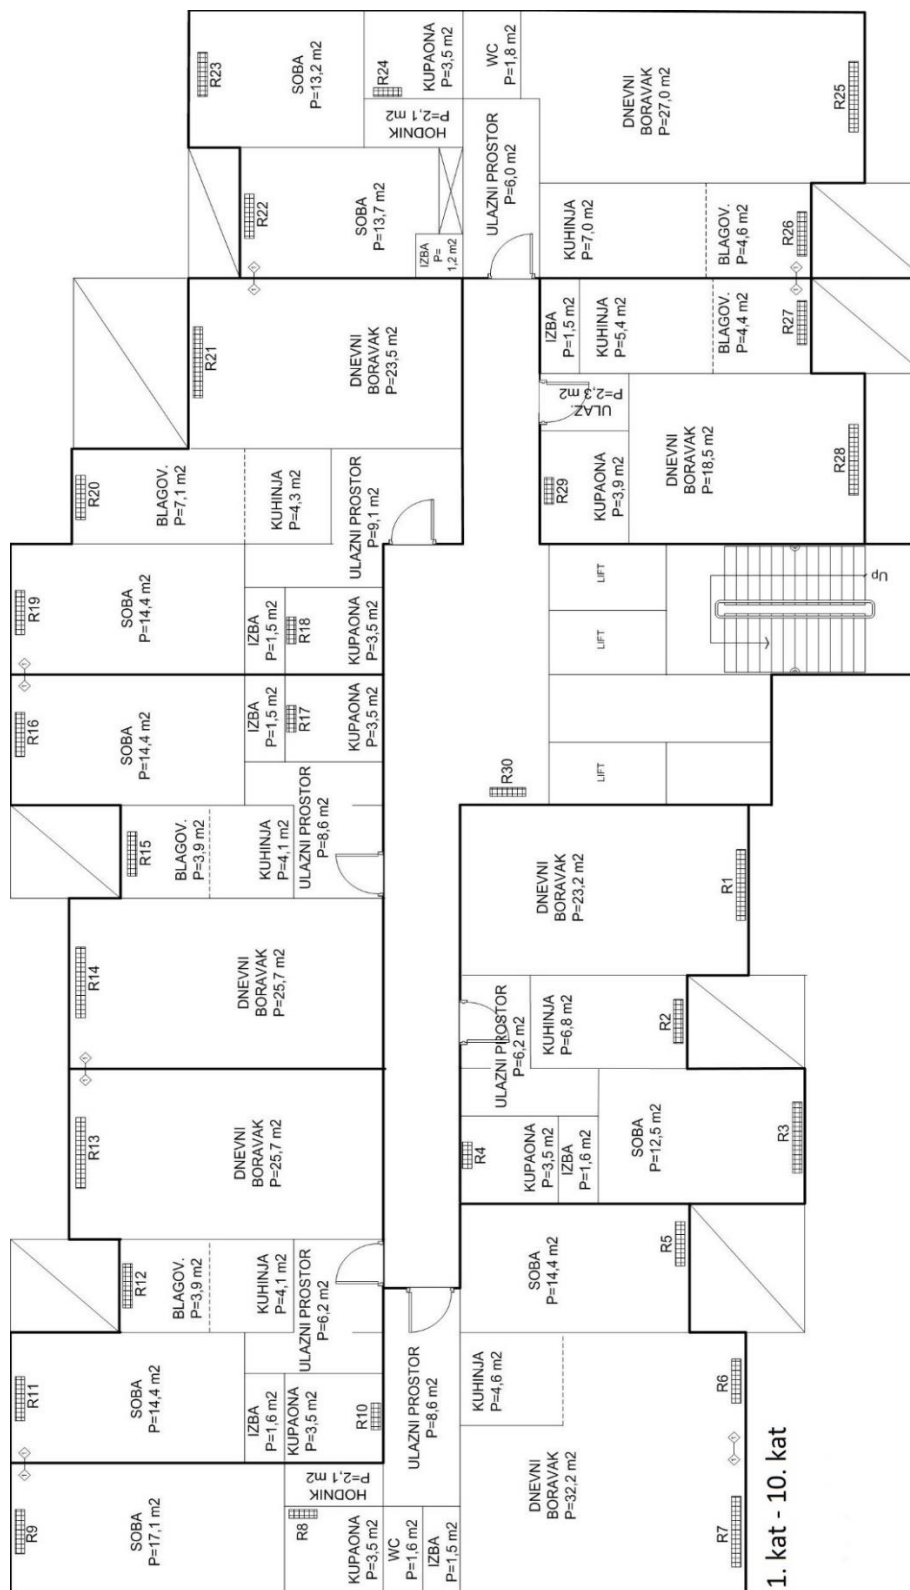 R23
SOBA
P=13,2 m2
R24
KUPAONA
P=3,5 m2
WC
P=1,8 m2
HODNIK
P=2,1 m2
DNEVNI
BORAVAK
P=27,0 m2
R25
R22
SOBA
P=13,7 m2
IZBA
P=
1,2 m2
ULAZNI PROSTOR
P=6,0 m2
KUHINJA
P=7,0 m2
BLAGOV.
P=4,6 m2
R26
1
1
1
1
R21
DNEVNI
BORAVAK
P=23,5 m2
IZBA
P=1,5 m2
KUHINJA
P=5,4 m2
BLAGOV.
P=4,4 m2
R27
ULAZ.
P=2,3 m2
R20
BLAGOV.
P=7,1 m2
KUHINJA
P=4,3 m2
ULAZNI PROSTOR
P=9,1 m2
R29
KUPAONA
P=3,9 m2
DNEVNI
BORAVAK
P=18,5 m2
R28
R19
SOBA
P=14,4 m2
IZBA
P=1,5 m2
R18
KUPAONA
P=3,5 m2
LIFT
LIFT
Up
1
1
R16
SOBA
P=14,4 m2
IZBA
P=1,5 m2
R17
KUPAONA
P=3,5 m2
R30
LIFT
R15
BLAGOV.
P=3,9 m2
KUHINJA
P=4,1 m2
ULAZNI PROSTOR
P=8,6 m2
DNEVNI
BORAVAK
P=23,2 m2
R1
R14
DNEVNI
BORAVAK
P=25,7 m2
ULAZNI PROSTOR
P=6,2 m2
KUHINJA
P=6,8 m2
R2
1
1
R13
DNEVNI
BORAVAK
P=25,7 m2
R4
KUPAONA
P=3,5 m2
IZBA
P=1,6 m2
SOBA
P=12,5 m2
R3
R12
BLAGOV.
P=3,9 m2
KUHINJA
P=4,1 m2
ULAZNI PROSTOR
P=6,2 m2
SOBA
P=14,4 m2
R5
R11
SOBA
P=14,4 m2
IZBA
P=1,6 m2
KUPAONA
P=3,5 m2
R10
ULAZNI PROSTOR
P=8,6 m2
KUHINJA
P=4,6 m2
R6
1
1
1
1
R9
SOBA
P=17,1 m2
HODNIK
P=2,1 m2
R8
KUPAONA
P=3,5 m2
WC
P=1,6 m2
IZBA
P=1,5 m2
DNEVNI
BORAVAK
P=32,2 m2
R7
1. kat - 10. kat